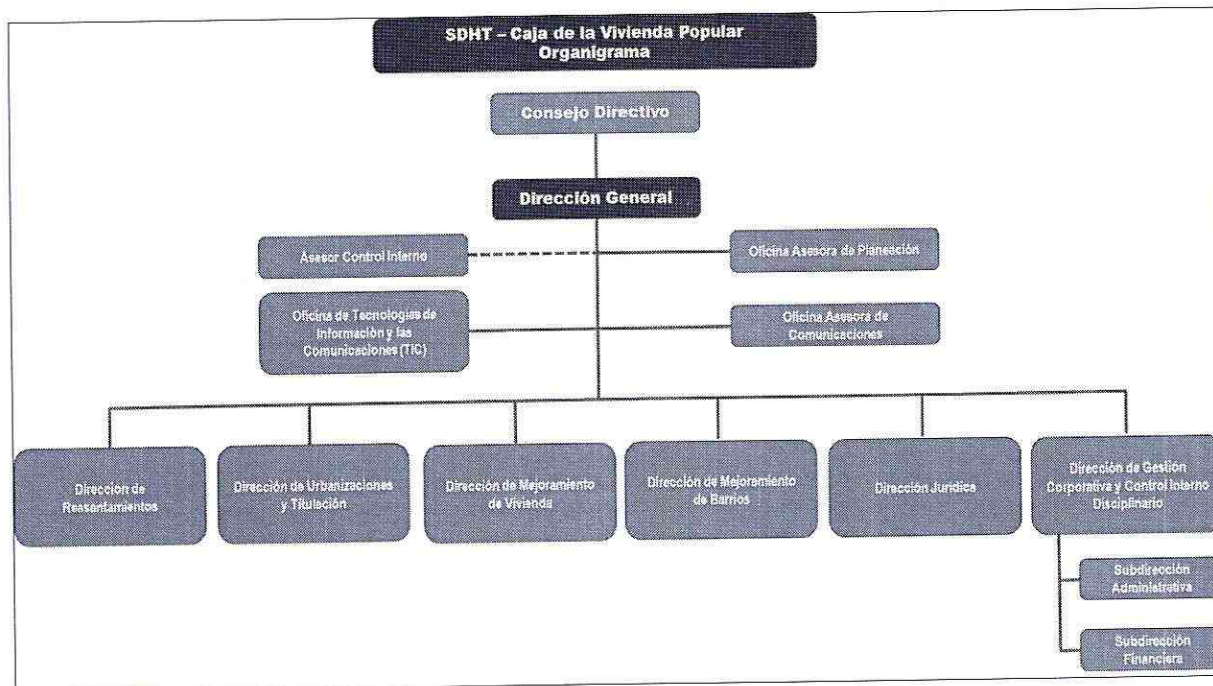 SDHT – Caja de la Vivienda Popular
Organigrama
Consejo Directivo
Dirección General
Asesor Control Interno
Oficina Asesora de Planeación
Oficina de Tecnologías de
Información y las
Comunicaciones (TIC)
Oficina Asesora de
Comunicaciones
Dirección de
Reasentamientos
Dirección de Urbanizaciones
y Titulación
Dirección de Mejoramiento
de Vivienda
Dirección de Mejoramiento
de Barrios
Dirección Jurídica
Dirección de Gestión
Corporativa y Control Interno
Disciplinario
Subdirección
Administrativa
Subdirección
Financiera